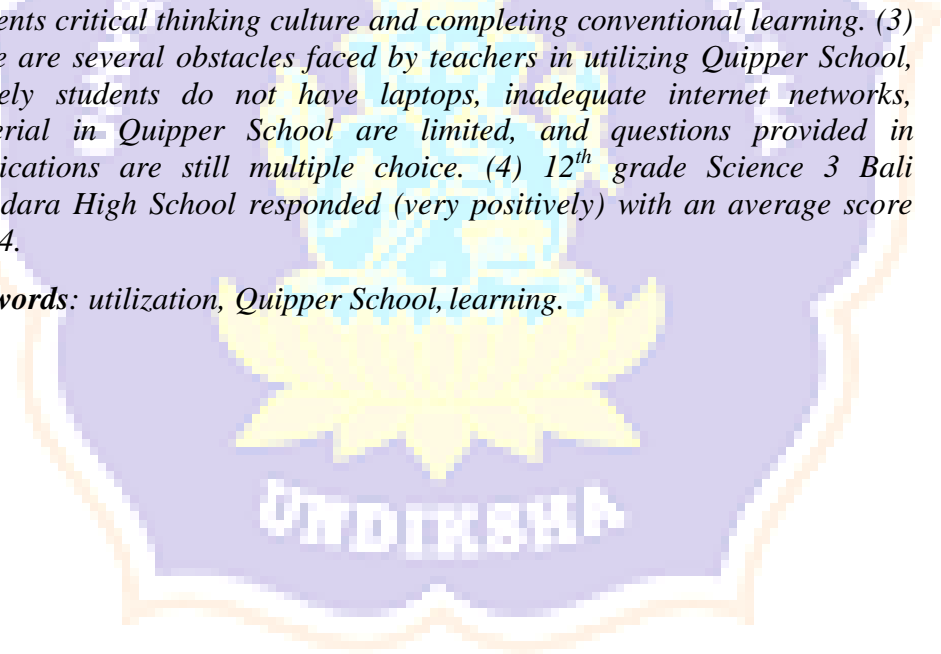 ents critical thinking culture and completing conventional learning. (3)
e are several obstacles faced by teachers in utilizing Quipper School,
ely students do not have laptops, inadequate internet networks,
erial in Quipper School are limited, and questions provided in
ications are still multiple choice. (4) 12th grade Science 3 Bali
dara High School responded (very positively) with an average score
4.
words: utilization, Quipper School, learning.
UNDIKSHA